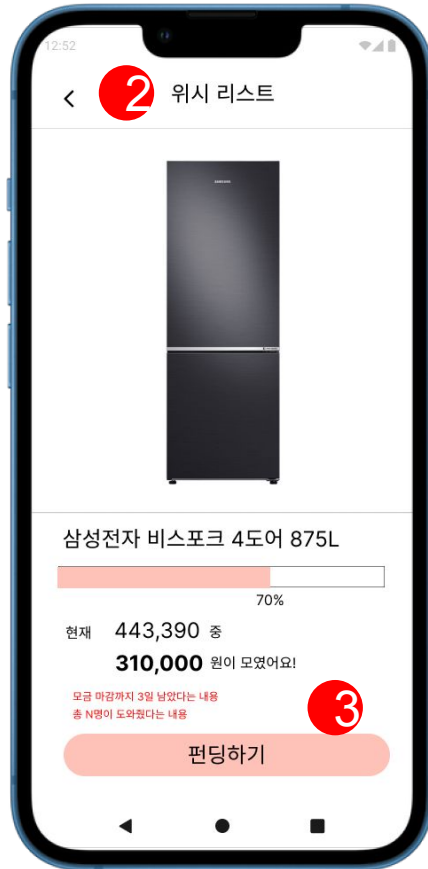 12:52
2 위시 리스트
SAMSUNG
삼성전자 비스포크 4도어 875L
70%
현재 443,390 중
310,000 원이 모였어요!
모금 마감까지 3일 남았다는 내용
총 N명이 도와줬다는 내용
3
펀딩하기